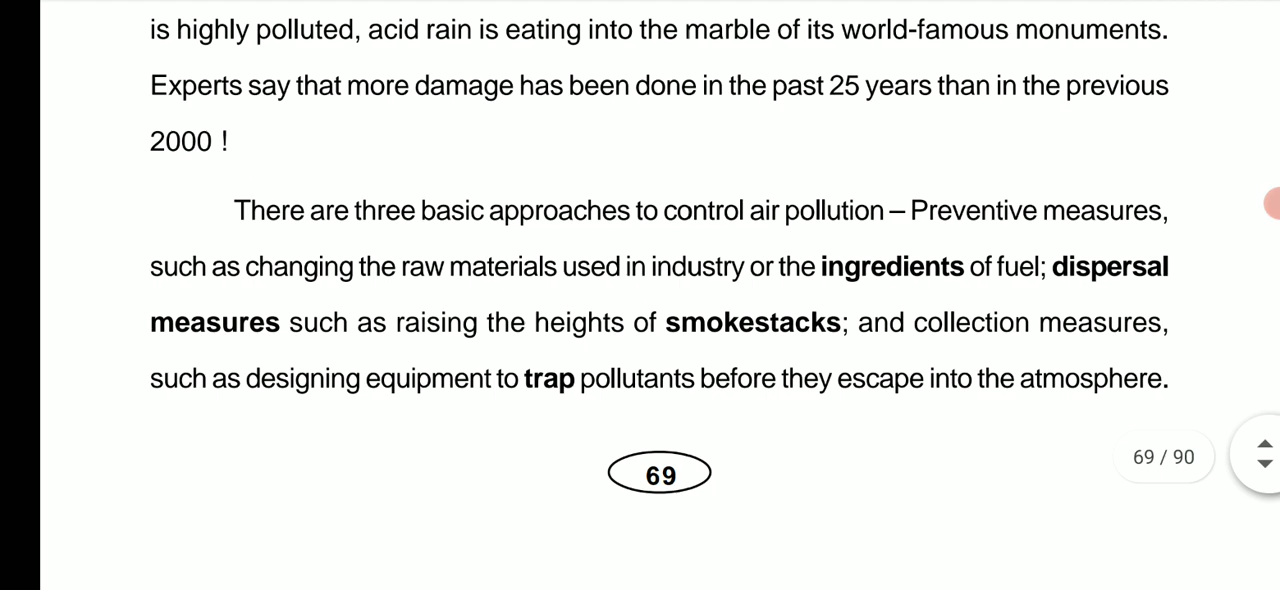 is highly polluted, acid rain is eating into the marble of its world-famous monuments.
Experts say that more damage has been done in the past 25 years than in the previous
2000 !
There are three basic approaches to control air pollution – Preventive measures,
such as changing the raw materials used in industry or the ingredients of fuel; dispersal
measures such as raising the heights of smokestacks; and collection measures,
such as designing equipment to trap pollutants before they escape into the atmosphere.
69 / 90
69